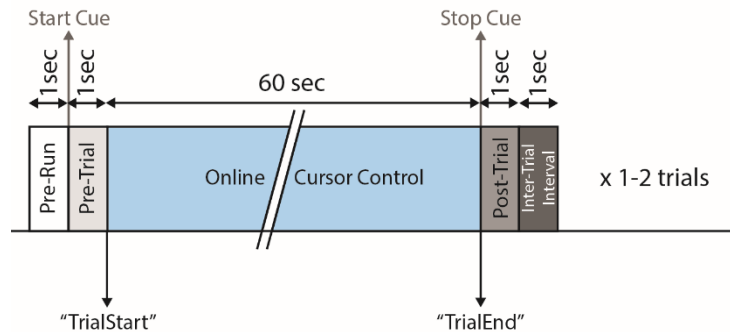 Start Cue
Stop Cue
1sec
1sec
60 sec
1sec
1sec
Pre-Run
Pre-Trial
Online
Cursor Control
Post-Trial
Inter-Trial
Interval
x 1-2 trials
“TrialStart”
“TrialEnd”